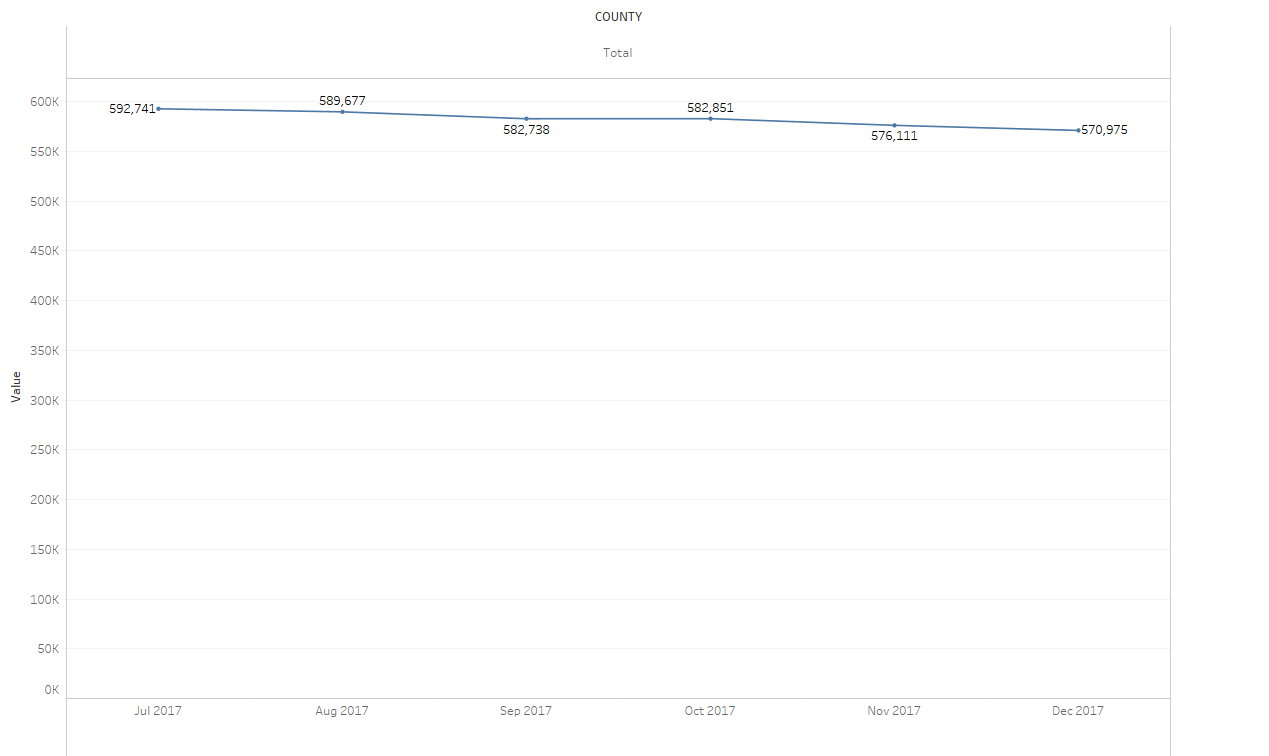 COUNTY
Total
592,741
589,677
582,738
582,851
576,111
570,975
Value
600K
550K
500K
450K
400K
350K
300K
250K
200K
150K
100K
50K
0K
Jul 2017 Aug 2017 Sep 2017 Oct 2017 Nov 2017 Dec 2017